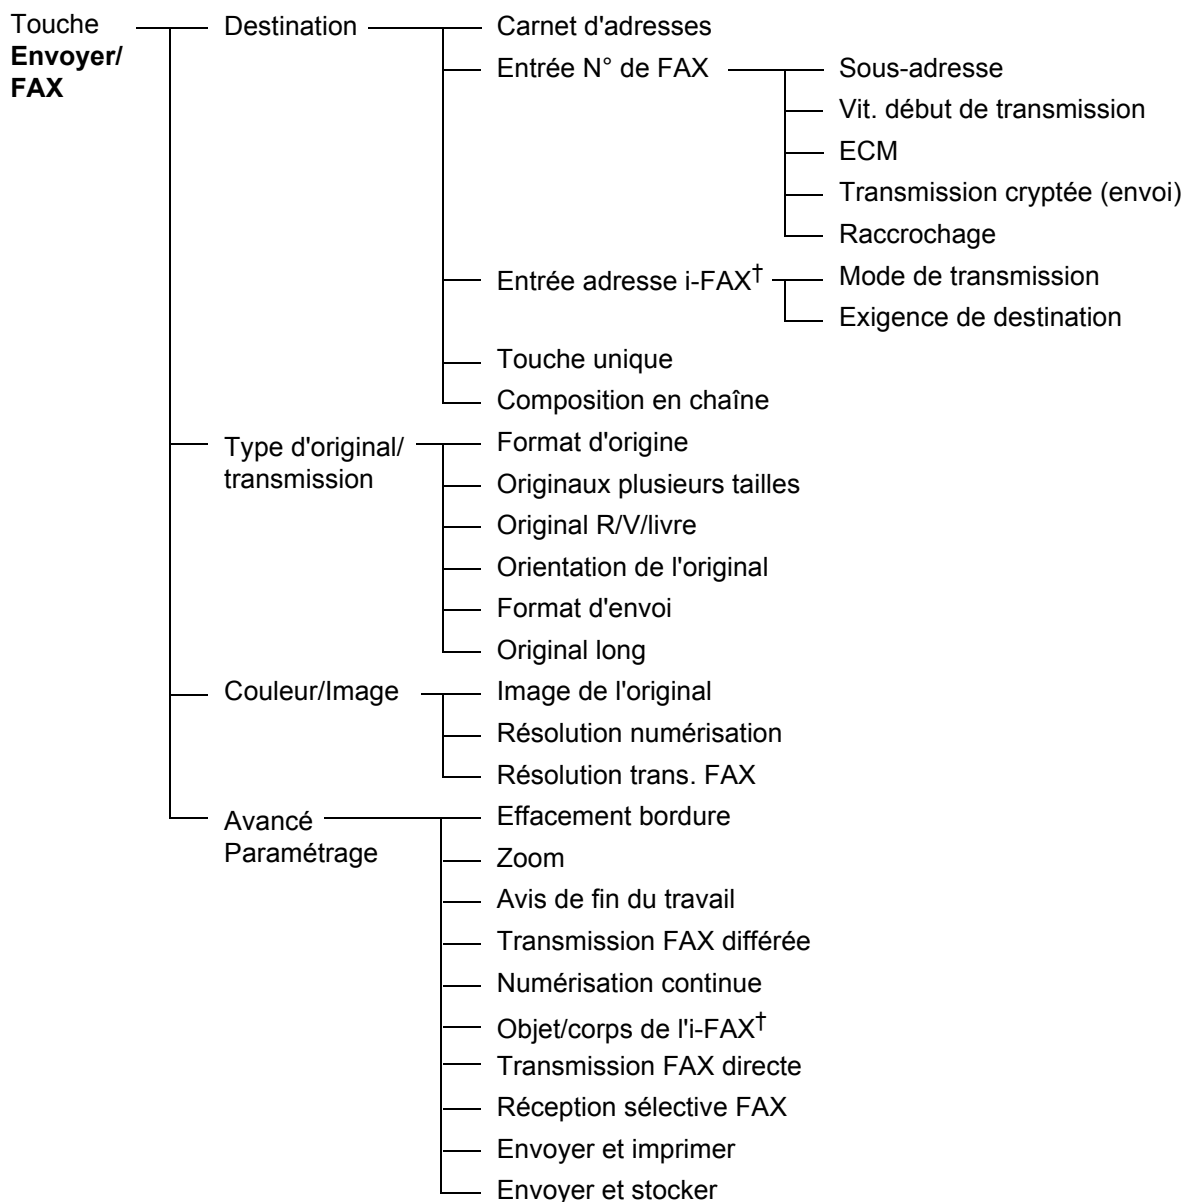 Touche
Envoyer/
FAX
Destination
Carnet d'adresses
Entrée N° de FAX
Sous-adresse
Vit. début de transmission
ECM
Transmission cryptée (envoi)
Raccrochage
Entrée adresse i-FAX†
Mode de transmission
Exigence de destination
Touche unique
Composition en chaîne
Type d'original/
transmission
Format d'origine
Originaux plusieurs tailles
Original R/V/livre
Orientation de l'original
Format d'envoi
Original long
Couleur/Image
Image de l'original
Résolution numérisation
Résolution trans. FAX
Avancé
Paramétrage
Effacement bordure
Zoom
Avis de fin du travail
Transmission FAX différée
Numérisation continue
Objet/corps de l'i-FAX†
Transmission FAX directe
Réception sélective FAX
Envoyer et imprimer
Envoyer et stocker